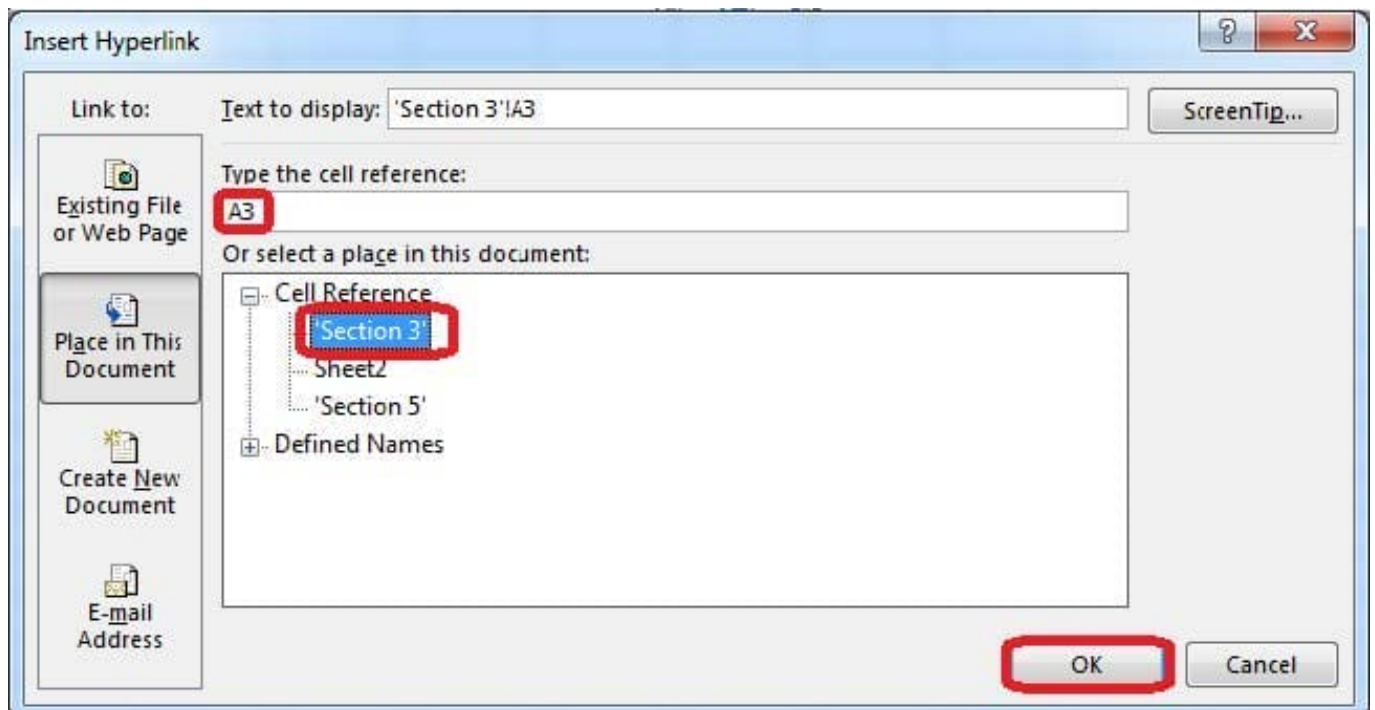 Insert Hyperlink
Link to:
Text to display: 'Section 3'!A3
ScreenTip...
Existing File
or Web Page
Type the cell reference:
A3
Or select a place in this document:
Place in This
Document
Cell Reference
'Section 3'
Sheet2
'Section 5'
Defined Names
Create New
Document
E-mail
Address
OK
Cancel